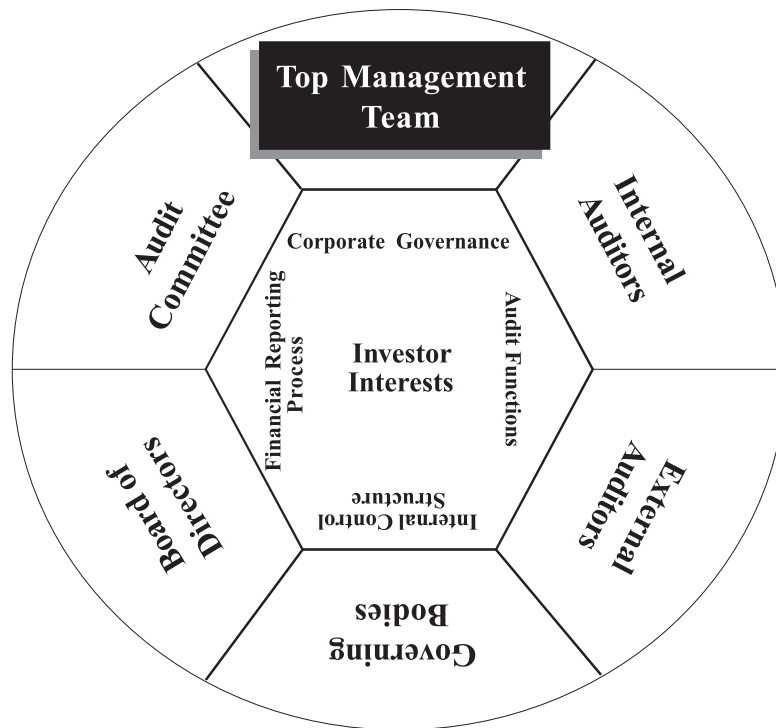 Top Management
Team
Audit
Committee
Internal
Auditors
Corporate Governance
Financial Reporting
Process
Investor
Interests
Audit Functions
Internal Control
Structure
Board of
Directors
External
Auditors
Governing
Bodies